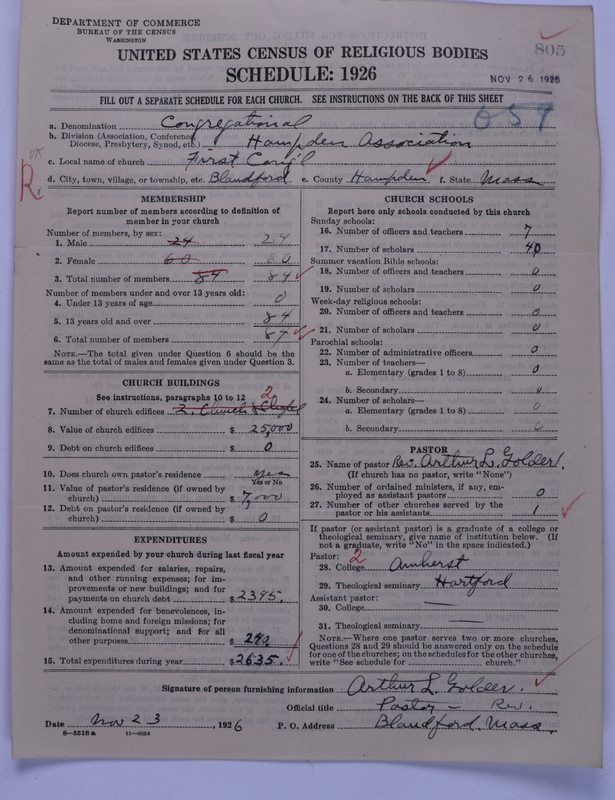 DEPARTMENT OF COMMERCE
BUREAU OF THE CENSUS
WASHINGTON
805
UNITED STATES CENSUS OF RELIGIOUS BODIES
SCHEDULE: 1926
NOV 26 1926
FILL OUT A SEPARATE SCHEDULE FOR EACH CHURCH. SEE INSTRUCTIONS ON THE BACK OF THIS SHEET
057
a. Denomination Congregational
b. Division (Association, Conference, Diocese, Presbytery, Synod, etc.) Hampden Association
c. Local name of church First Cong'l
d. City, town, village, or township, etc. Blandford e. County Hampden f. State Mass
R.
MEMBERSHIP
Report number of members according to definition of
member in your church
Number of members, by sex:
1. Male 24 24
2. Female 60 60
3. Total number of members 84 84
Number of members under and over 13 years old:
4. Under 13 years of age 0
5. 13 years old and over 84
6. Total number of members 84
NOTE.—The total given under Question 6 should be the
same as the total of males and females given under Question 3.
CHURCH BUILDINGS
See instructions, paragraphs 10 to 12
2
7. Number of church edifices 2. Church & Chapel
8. Value of church edifices $ 25,000
9. Debt on church edifices $ 0
10. Does church own pastor's residence yes
Yes or No
11. Value of pastor's residence (if owned by
church) $ 7,000
12. Debt on pastor's residence (if owned by
church) $ 0
EXPENDITURES
Amount expended by your church during last fiscal year
13. Amount expended for salaries, repairs,
and other running expenses; for im-
provements or new buildings; and for
payments on church debt $ 2395.
14. Amount expended for benevolences, in-
cluding home and foreign missions; for
denominational support; and for all
other purposes $ 240
15. Total expenditures during year $ 2635.
CHURCH SCHOOLS
Report here only schools conducted by this church
Sunday schools:
16. Number of officers and teachers 7
17. Number of scholars 40
Summer vacation Bible schools:
18. Number of officers and teachers 0
19. Number of scholars 0
Week-day religious schools:
20. Number of officers and teachers 0
21. Number of scholars 0
Parochial schools:
22. Number of administrative officers 0
23. Number of teachers—
a. Elementary (grades 1 to 8) 0
b. Secondary 0
24. Number of scholars—
a. Elementary (grades 1 to 8) 0
b. Secondary 0
PASTOR
25. Name of pastor Rev. Arthur L. Golder.
(If church has no pastor, write "None")
26. Number of ordained ministers, if any, em-
ployed as assistant pastors 0
27. Number of other churches served by the
pastor or his assistants 1
If pastor (or assistant pastor) is a graduate of a college or
theological seminary, give name of institution below. (If
not a graduate, write "No" in the space indicated.)
Pastor: 2
28. College Amherst
29. Theological seminary Hartford
Assistant pastor:
30. College —
31. Theological seminary —
NOTE.—Where one pastor serves two or more churches,
Questions 28 and 29 should be answered only on the schedule
for one of the churches; on the schedules for the other churches,
write "See schedule for ........ church."
Signature of person furnishing information Arthur L. Golder.
Official title Pastor — Rev.
Date Nov 23 1926 P. O. Address Blandford, Mass.
8—5518a 11—9034